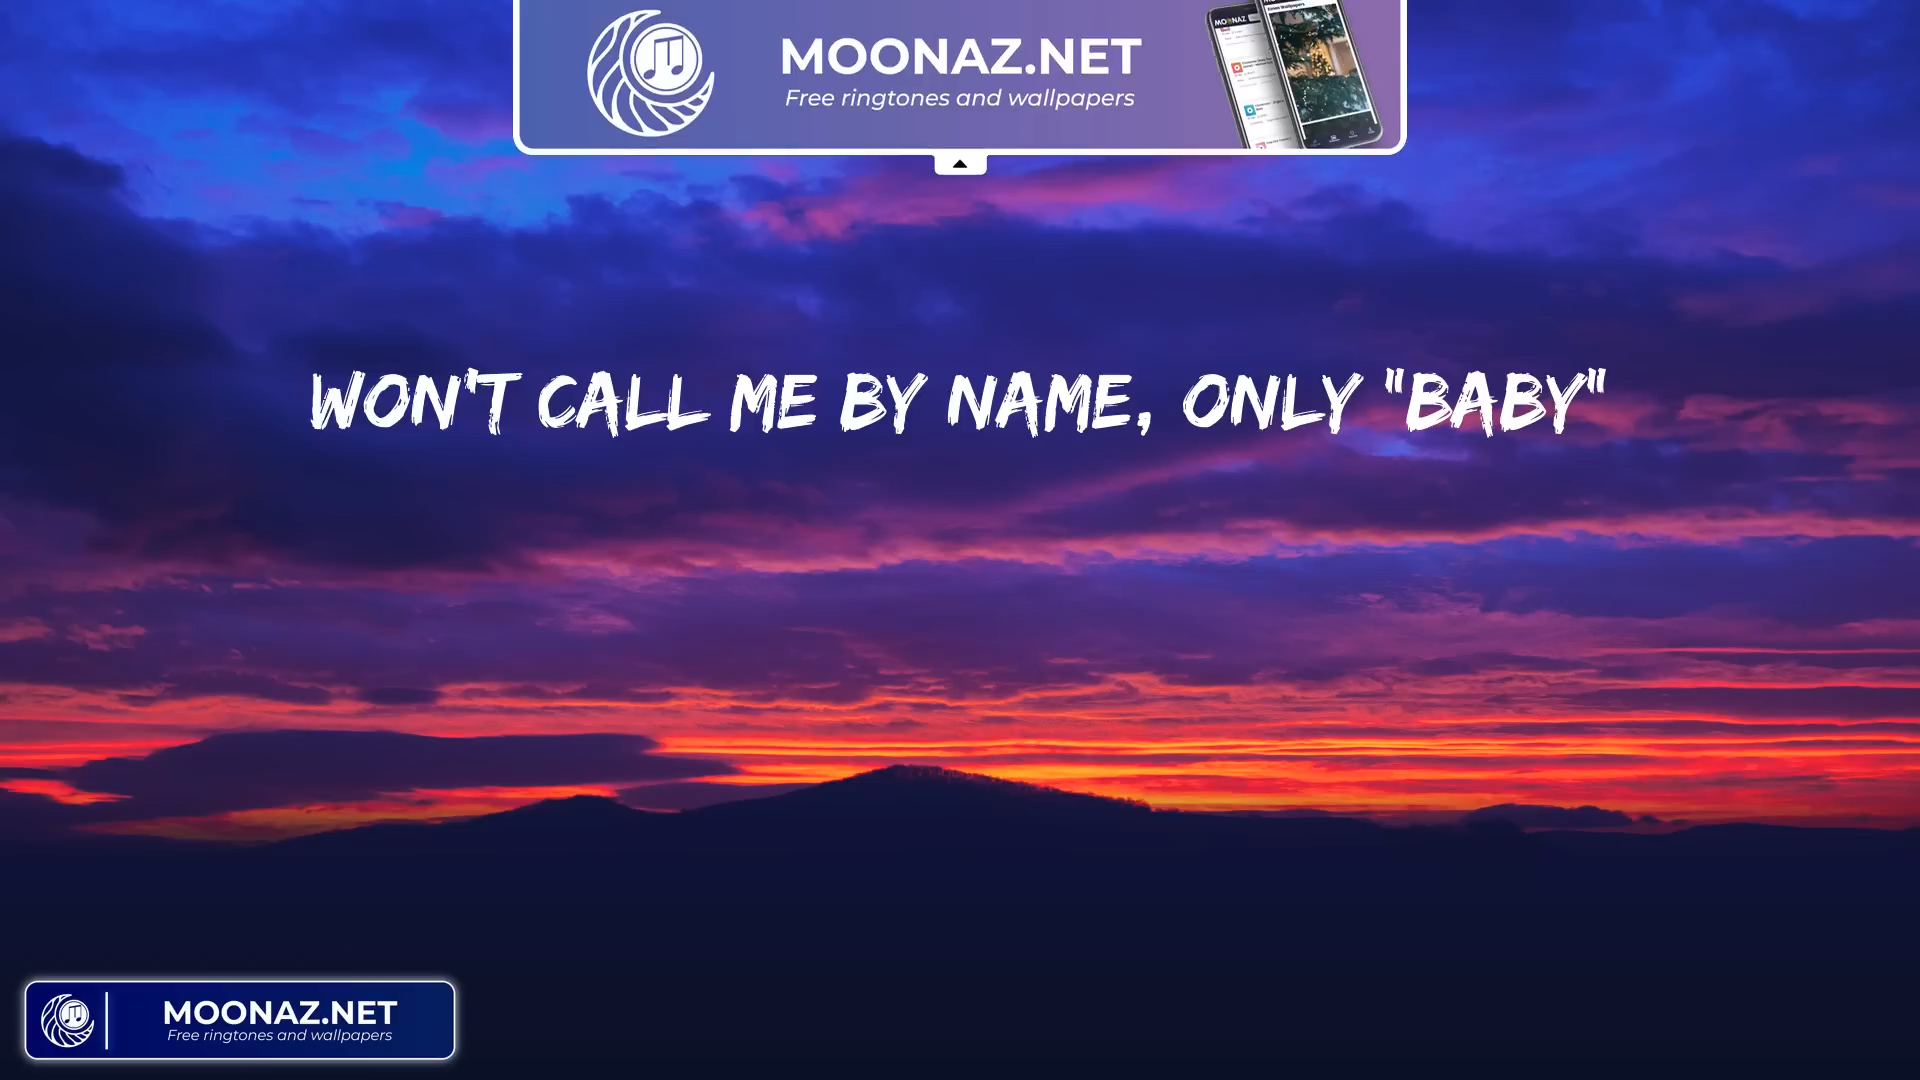 MOONAZ.NET
Free ringtones and wallpapers
WON'T CALL ME BY NAME, ONLY "BABY"
MOONAZ.NET
Free ringtones and wallpapers